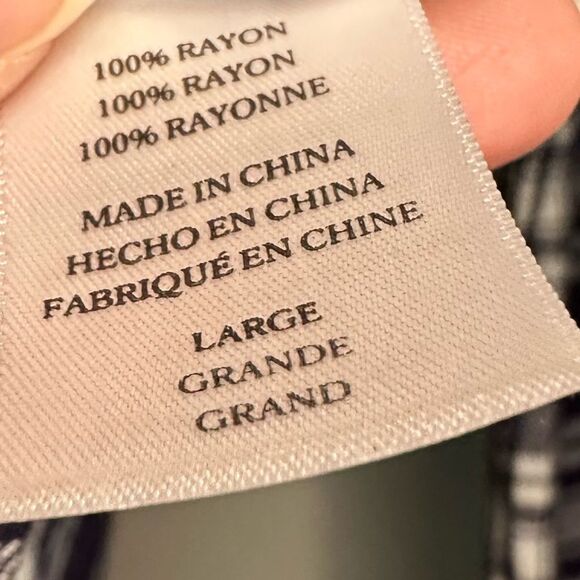 100% RAYON
100% RAYON
100% RAYONNE
MADE IN CHINA
HECHO EN CHINA
FABRIQUÉ EN CHINE
LARGE
GRANDE
GRAND